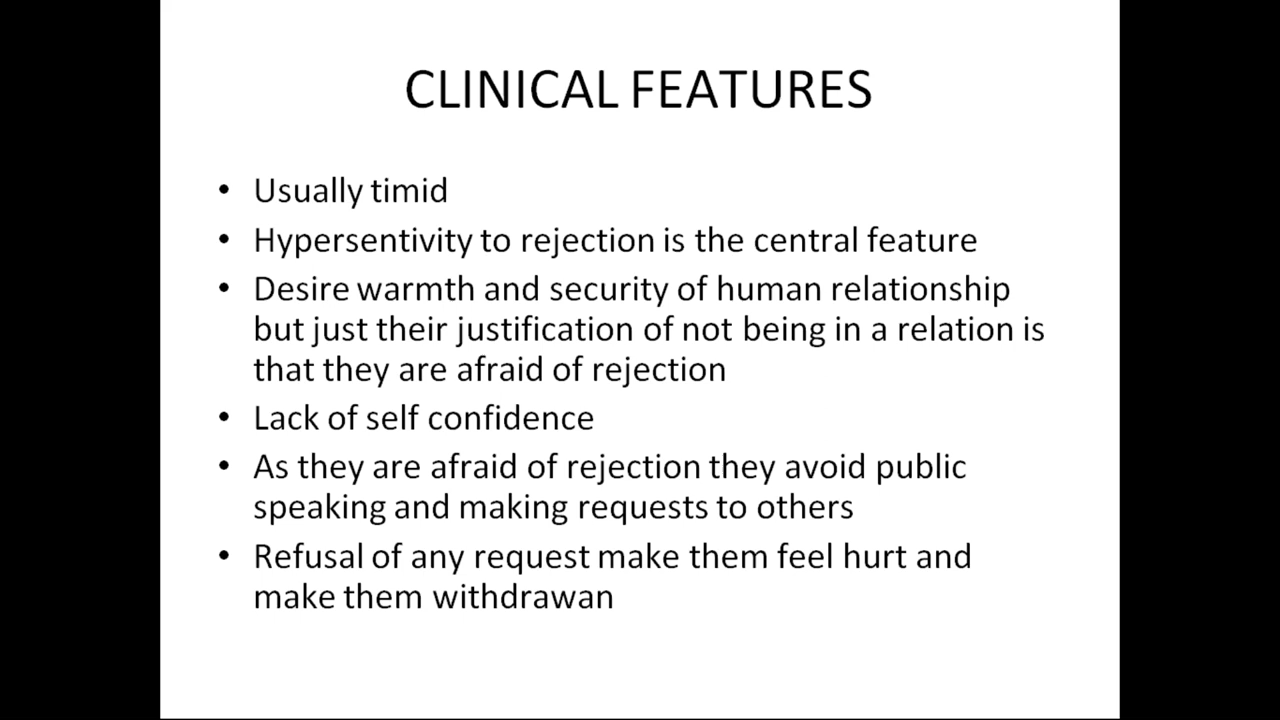 CLINICAL FEATURES
• Usually timid
• Hypersentivity to rejection is the central feature
• Desire warmth and security of human relationship
but just their justification of not being in a relation is
that they are afraid of rejection
• Lack of self confidence
• As they are afraid of rejection they avoid public
speaking and making requests to others
• Refusal of any request make them feel hurt and
make them withdrawan